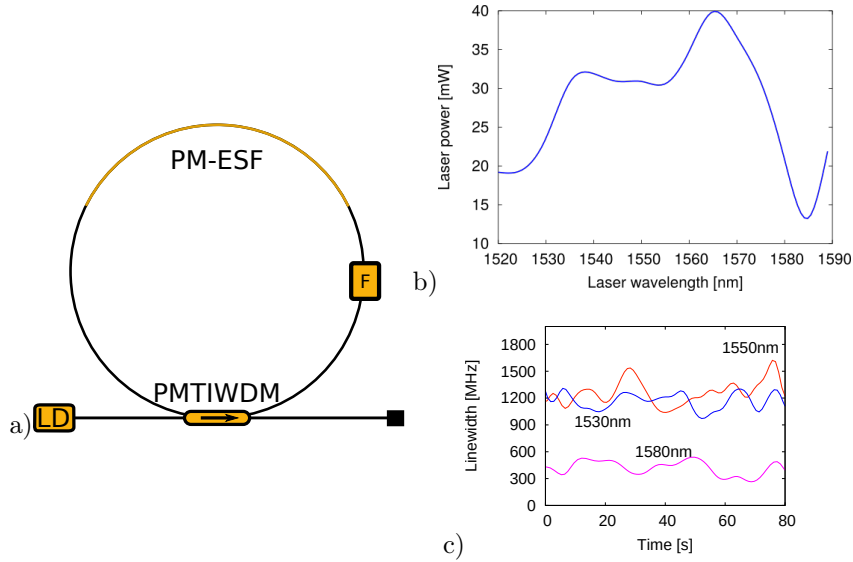 PM-ESF
F
PMTIWDM
LD
a)
40
35
30
25
20
15
10
Laser power [mW]
1520 1530 1540 1550 1560 1570 1580 1590
Laser wavelength [nm]
b)
1800
1500
1200
900
600
300
0
Linewidth [MHz]
1550nm
1530nm
1580nm
0 20 40 60 80
Time [s]
c)